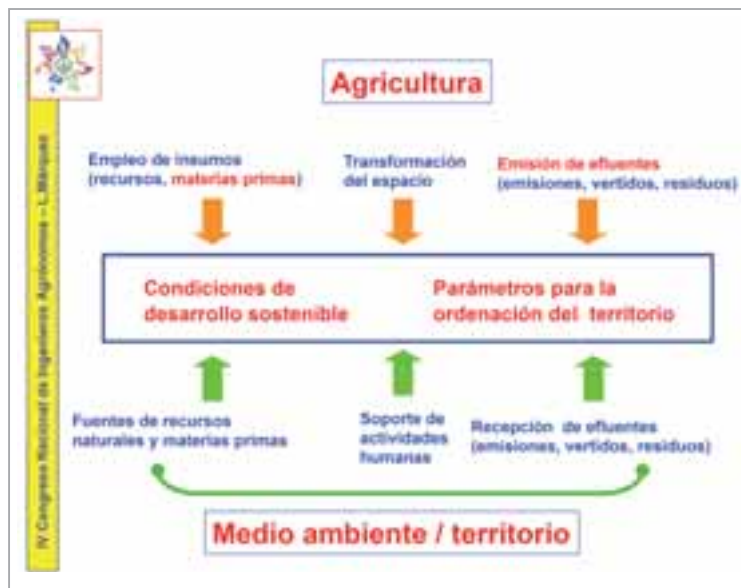 IV Congreso Nacional de Ingenieros Agrónomos – L.Márquez
Agricultura
Empleo de insumos
(recursos, materias primas)
Transformación
del espacio
Emisión de efluentes
(emisiones, vertidos, residuos)
Condiciones de
desarrollo sostenible
Parámetros para la
ordenación del territorio
Fuentes de recursos
naturales y materias primas
Soporte de
actividades
humanas
Recepción de efluentes
(emisiones, vertidos, residuos)
Medio ambiente / territorio